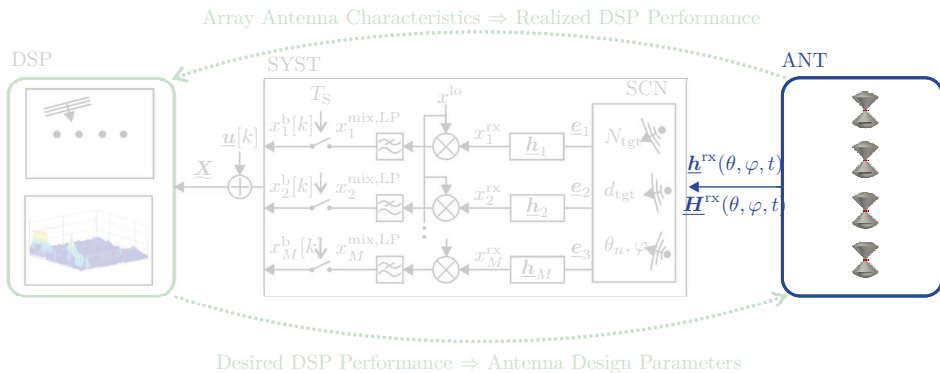 Array Antenna Characteristics ⇒ Realized DSP Performance
DSP
SYST
ANT
SCN
T_S
x^lo
x_1^b[k] x_1^mix,LP x_1^rx h_1 e_1 N_tgt
u[k]
X
x_2^b[k] x_2^mix,LP x_2^rx h_2 e_2 d_tgt
x_M^b[k] x_M^mix,LP x_M^rx h_M e_3 θ_n, φ
h^rx(θ, φ, t)
H^rx(θ, φ, t)
Desired DSP Performance ⇒ Antenna Design Parameters